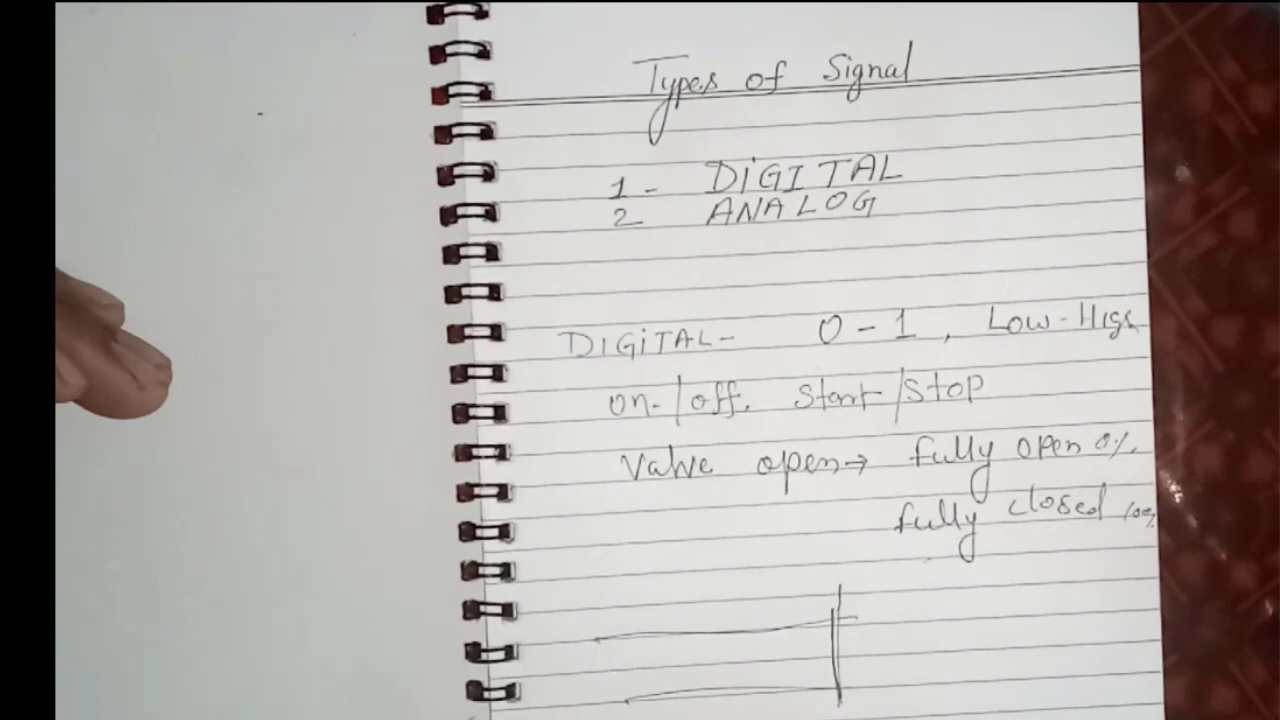 Types of Signal
1 - DIGITAL
2 ANALOG
DIGITAL - 0 - 1 , Low - High
on/off, Start/Stop
Valve open → fully open 0%
fully closed 100%